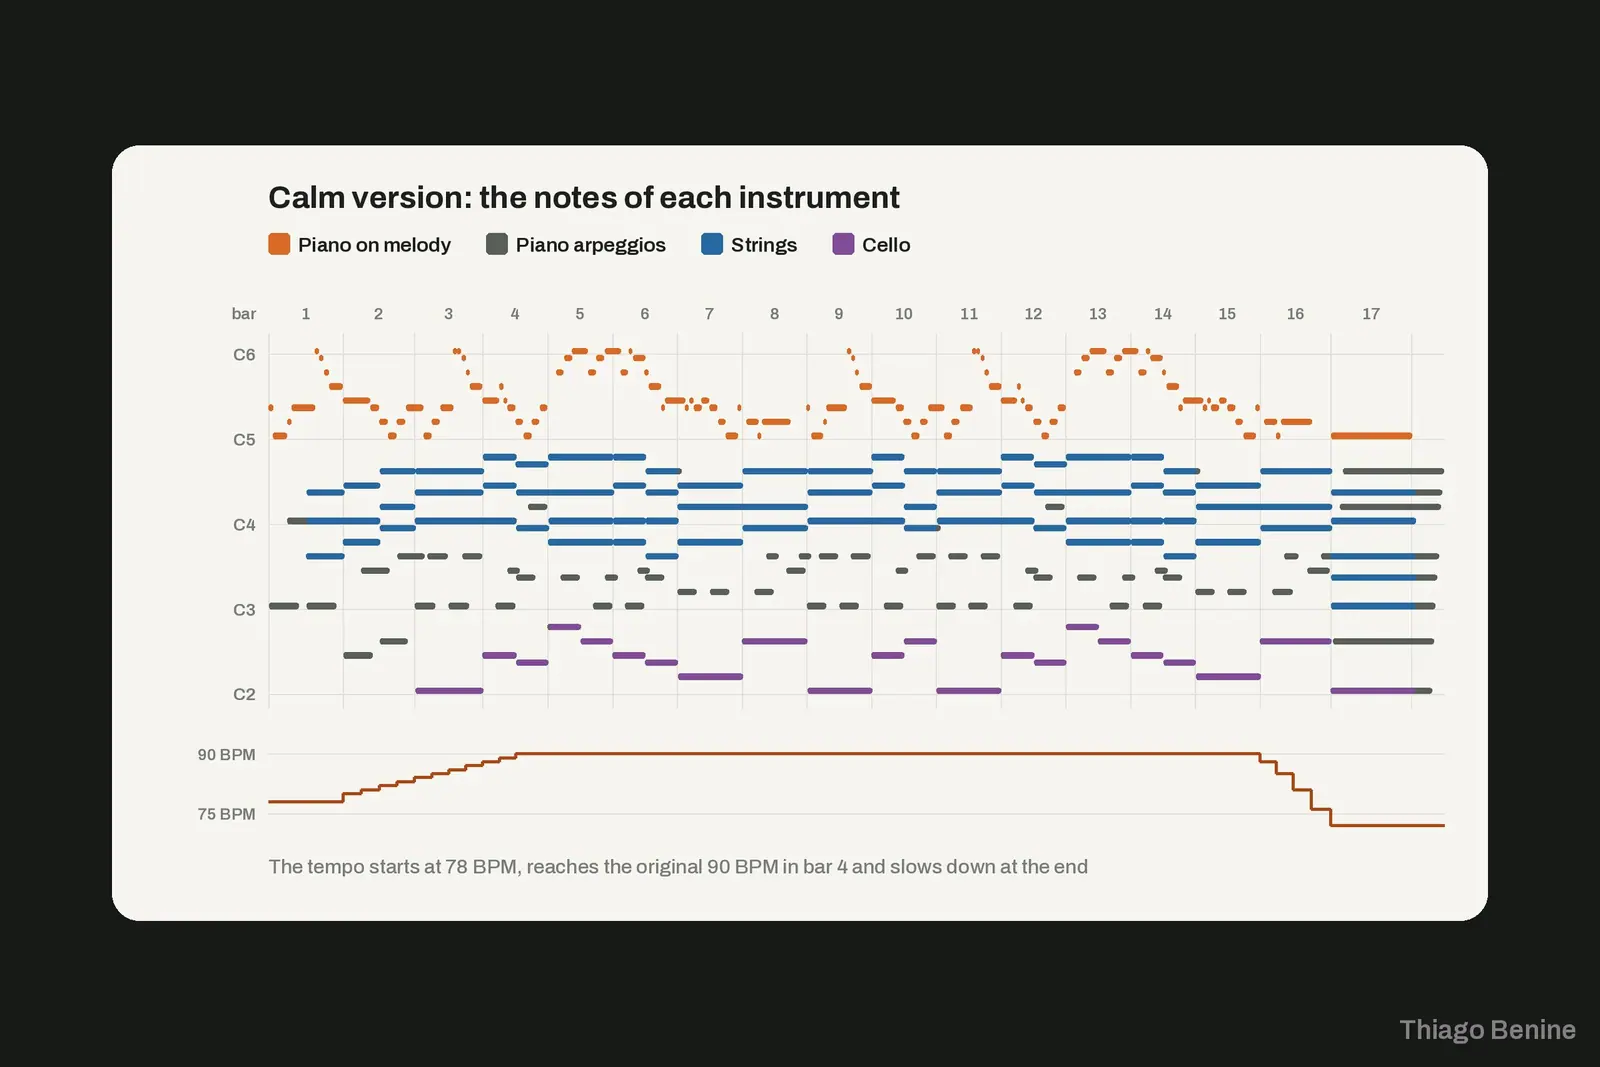 Calm version: the notes of each instrument
Piano on melody Piano arpeggios Strings Cello
bar 1 2 3 4 5 6 7 8 9 10 11 12 13 14 15 16 17
C6
C5
C4
C3
C2
90 BPM
75 BPM
The tempo starts at 78 BPM, reaches the original 90 BPM in bar 4 and slows down at the end
Thiago Benine